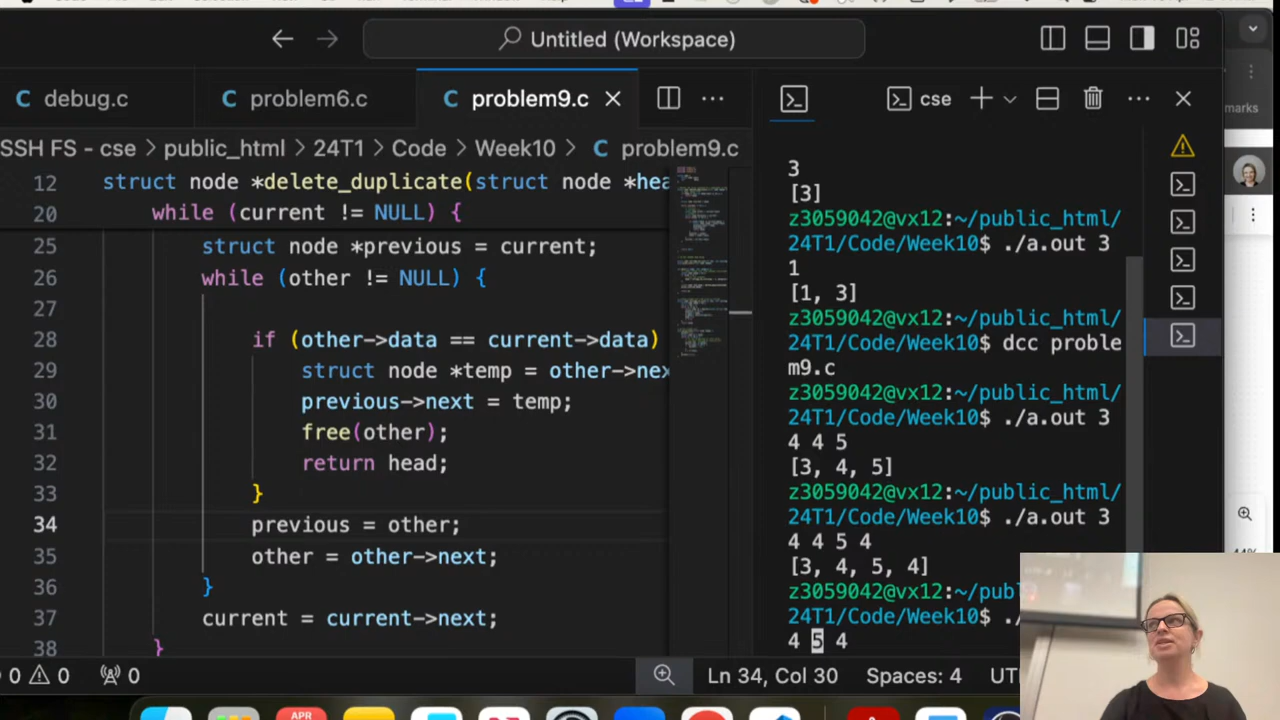 Untitled (Workspace)
debug.c
problem6.c
problem9.c
cse
marks
SSH FS - cse > public_html > 24T1 > Code > Week10 > problem9.c
12 struct node *delete_duplicate(struct node *hea
20 while (current != NULL) {
25 struct node *previous = current;
26 while (other != NULL) {
27
28 if (other->data == current->data)
29 struct node *temp = other->nex
30 previous->next = temp;
31 free(other);
32 return head;
33 }
34 previous = other;
35 other = other->next;
36 }
37 current = current->next;
38 }
3
[3]
z3059042@vx12:~/public_html/
24T1/Code/Week10$ ./a.out 3
1
[1, 3]
z3059042@vx12:~/public_html/
24T1/Code/Week10$ dcc proble
m9.c
z3059042@vx12:~/public_html/
24T1/Code/Week10$ ./a.out 3
4 4 5
[3, 4, 5]
z3059042@vx12:~/public_html/
24T1/Code/Week10$ ./a.out 3
4 4 5 4
[3, 4, 5, 4]
z3059042@vx12:~/pub
24T1/Code/Week10$ ./
4 5 4
0 0 0
Ln 34, Col 30
Spaces: 4
UT
APR